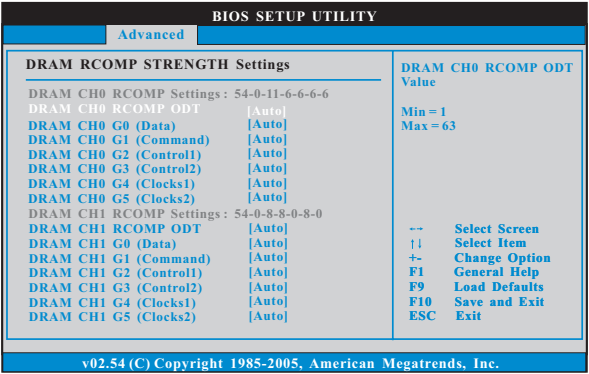 BIOS SETUP UTILITY
Advanced
DRAM RCOMP STRENGTH Settings
DRAM CH0 RCOMP Settings: 54-0-11-6-6-6-6
DRAM CH0 RCOMP ODT [Auto]
DRAM CH0 G0 (Data) [Auto]
DRAM CH0 G1 (Command) [Auto]
DRAM CH0 G2 (Control1) [Auto]
DRAM CH0 G3 (Control2) [Auto]
DRAM CH0 G4 (Clocks1) [Auto]
DRAM CH0 G5 (Clocks2) [Auto]
DRAM CH1 RCOMP Settings: 54-0-8-8-0-8-0
DRAM CH1 RCOMP ODT [Auto]
DRAM CH1 G0 (Data) [Auto]
DRAM CH1 G1 (Command) [Auto]
DRAM CH1 G2 (Control1) [Auto]
DRAM CH1 G3 (Control2) [Auto]
DRAM CH1 G4 (Clocks1) [Auto]
DRAM CH1 G5 (Clocks2) [Auto]
DRAM CH0 RCOMP ODT
Value
Min = 1
Max = 63
←→ Select Screen
↑↓ Select Item
+- Change Option
F1 General Help
F9 Load Defaults
F10 Save and Exit
ESC Exit
v02.54 (C) Copyright 1985-2005, American Megatrends, Inc.